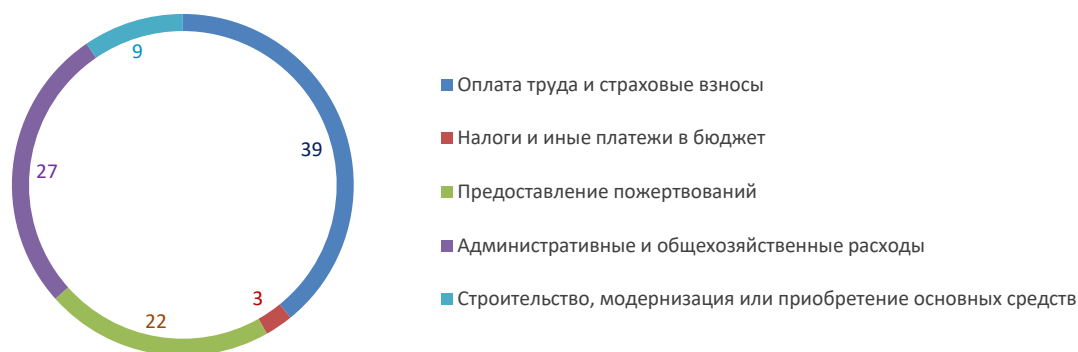 9
Оплата труда и страховые взносы
Налоги и иные платежи в бюджет
39
27
Предоставление пожертвований
Административные и общехозяйственные расходы
3
22
Строительство, модернизация или приобретение основных средств